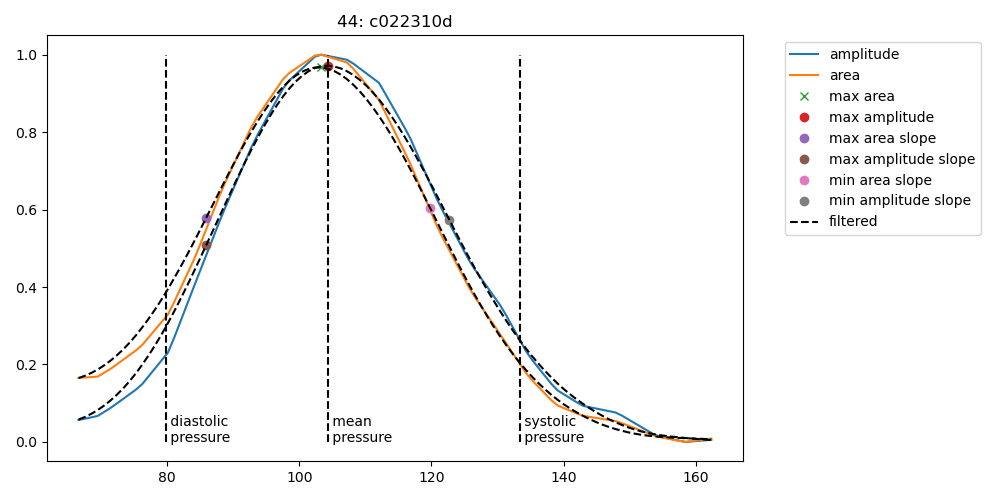 44: c022310d
1.0
0.8
0.6
0.4
0.2
0.0
diastolic
pressure
mean
pressure
systolic
pressure
80
100
120
140
160
amplitude
area
max area
max amplitude
max area slope
max amplitude slope
min area slope
min amplitude slope
filtered